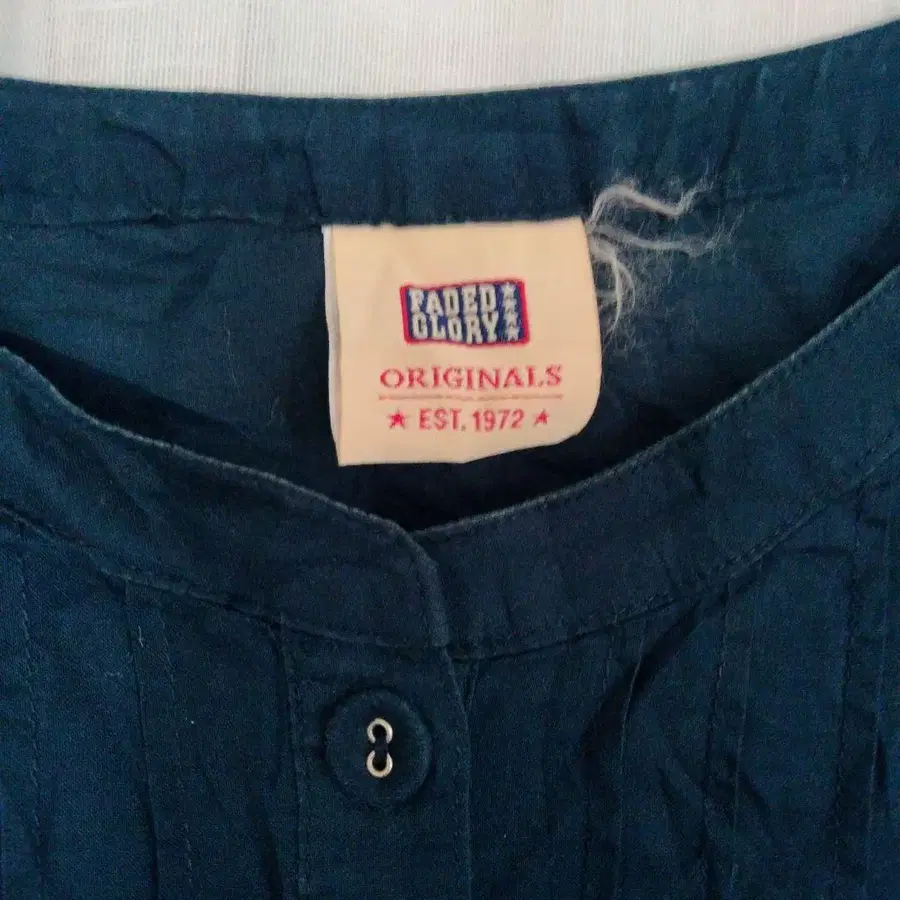 FADED
GLORY
ORIGINALS
★ EST. 1972 ★